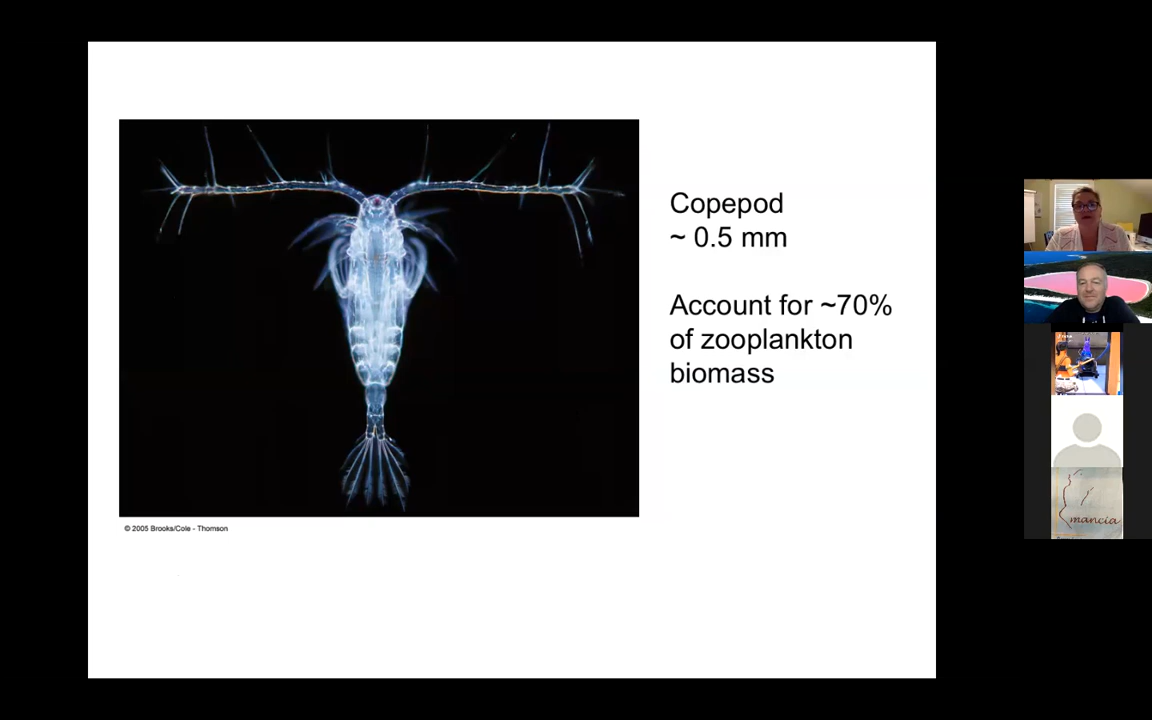 Copepod
~ 0.5 mm
Account for ~70%
of zooplankton
biomass
© 2005 Brooks/Cole - Thomson
mancia